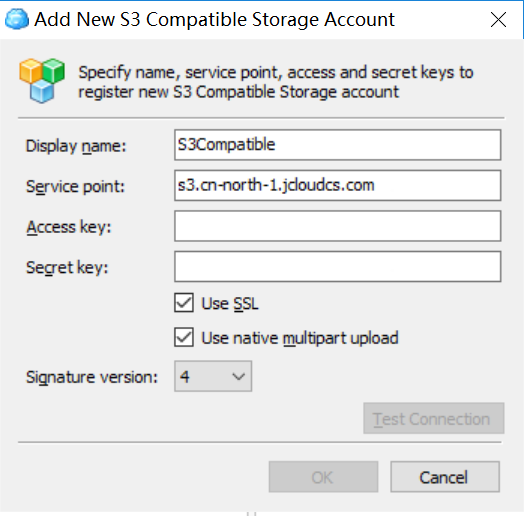 Add New S3 Compatible Storage Account
Specify name, service point, access and secret keys to
register new S3 Compatible Storage account
Display name: S3Compatible
Service point: s3.cn-north-1.jcloudcs.com
Access key:
Secret key:
Use SSL
Use native multipart upload
Signature version: 4
Test Connection
OK Cancel